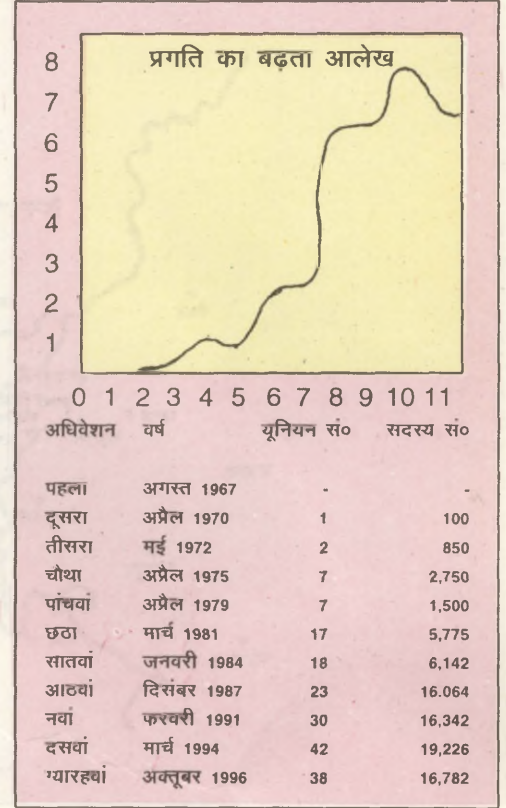 प्रगति का बढ़ता आलेख
8
7
6
5
4
3
2
1
0 1 2 3 4 5 6 7 8 9 10 11
अधिवेशन वर्ष यूनियन सं० सदस्य सं०
पहला अगस्त 1967 - -
दूसरा अप्रैल 1970 1 100
तीसरा मई 1972 2 850
चौथा अप्रैल 1975 7 2,750
पांचवां अप्रैल 1979 7 1,500
छठा मार्च 1981 17 5,775
सातवां जनवरी 1984 18 6,142
आठवां दिसंबर 1987 23 16.064
नवां फरवरी 1991 30 16,342
दसवां मार्च 1994 42 19,226
ग्यारहवां अक्तूबर 1996 38 16,782